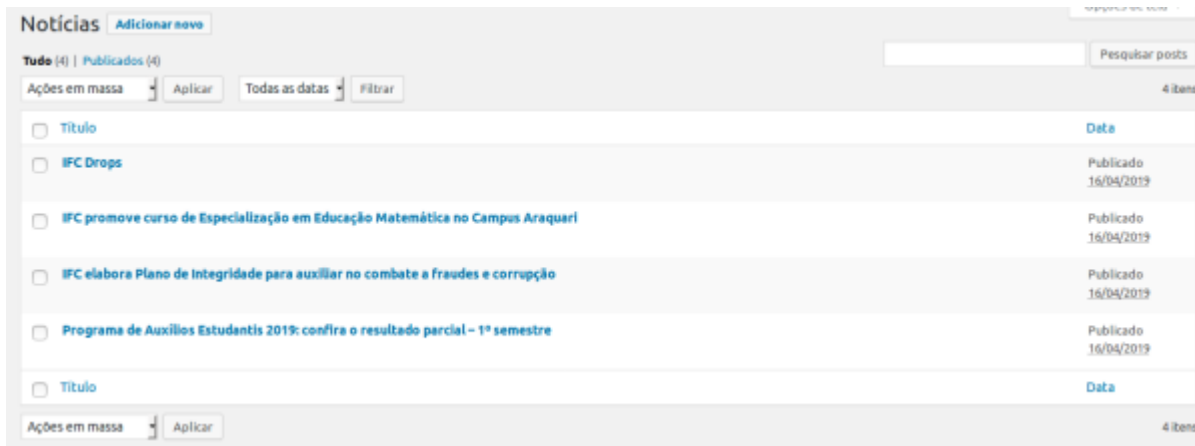 Notícias Adicionar novo
Opções de tela
Tudo (4) | Publicados (4)
Pesquisar posts
Ações em massa Aplicar Todas as datas Filtrar 4 itens
Título Data
IFC Drops Publicado
16/04/2019
IFC promove curso de Especialização em Educação Matemática no Campus Araquari Publicado
16/04/2019
IFC elabora Plano de Integridade para auxiliar no combate a fraudes e corrupção Publicado
16/04/2019
Programa de Auxílios Estudantis 2019: confira o resultado parcial – 1º semestre Publicado
16/04/2019
Título Data
Ações em massa Aplicar 4 itens